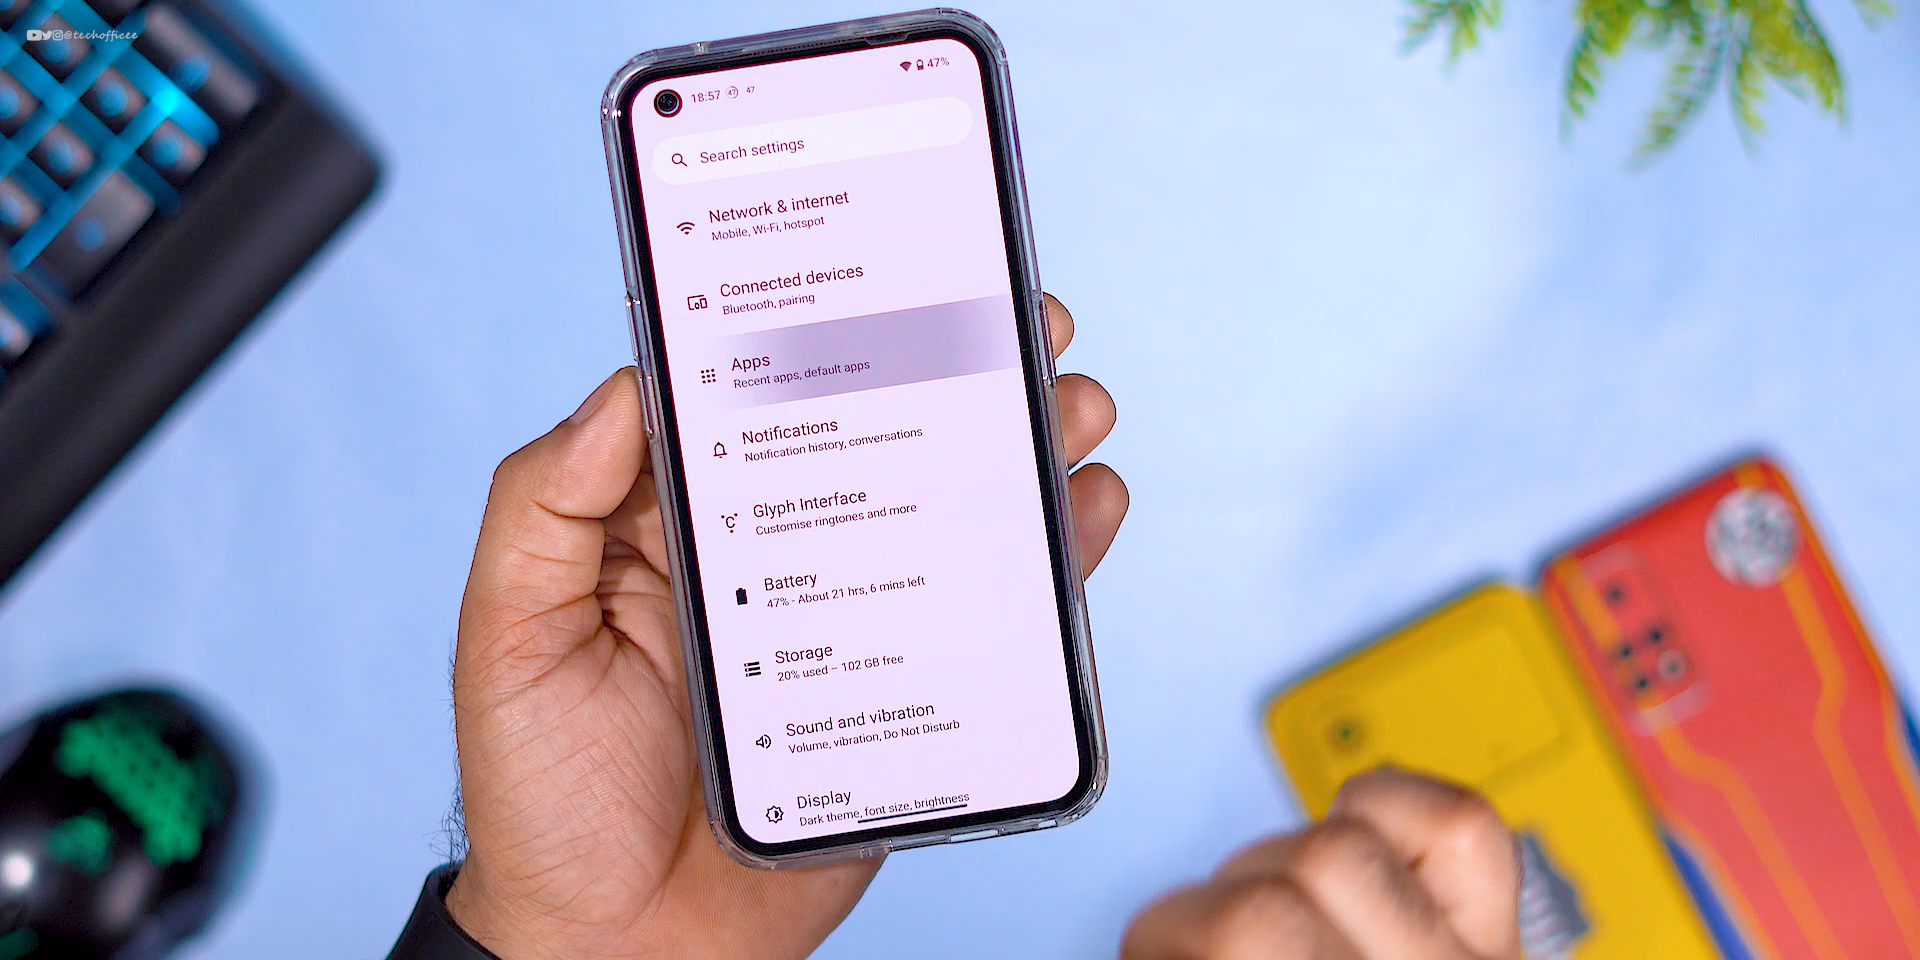 @techofficee
18:57 47 47
47%
Search settings
Network & internet
Mobile, Wi-Fi, hotspot
Connected devices
Bluetooth, pairing
Apps
Recent apps, default apps
Notifications
Notification history, conversations
Glyph Interface
Customise ringtones and more
Battery
47% - About 21 hrs, 6 mins left
Storage
20% used – 102 GB free
Sound and vibration
Volume, vibration, Do Not Disturb
Display
Dark theme, font size, brightness